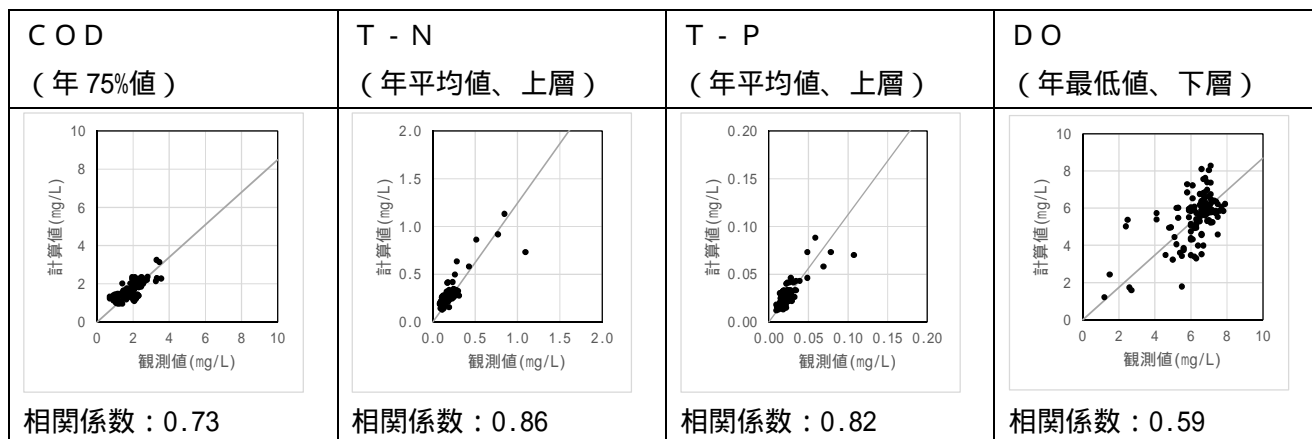 ＣＯＤ
（年 75%値）
10
8
6
4
2
0
0 2 4 6 8 10
計算値(mg/L)
観測値(mg/L)
相関係数：0.73
Ｔ-Ｎ
（年平均値、上層）
2.0
1.5
1.0
0.5
0.0
0.0 0.5 1.0 1.5 2.0
計算値(mg/L)
観測値(mg/L)
相関係数：0.86
Ｔ-Ｐ
（年平均値、上層）
0.20
0.15
0.10
0.05
0.00
0.00 0.05 0.10 0.15 0.20
計算値(mg/L)
観測値(mg/L)
相関係数：0.82
ＤＯ
（年最低値、下層）
10
8
6
4
2
0
0 2 4 6 8 10
計算値(mg/L)
観測値(mg/L)
相関係数：0.59